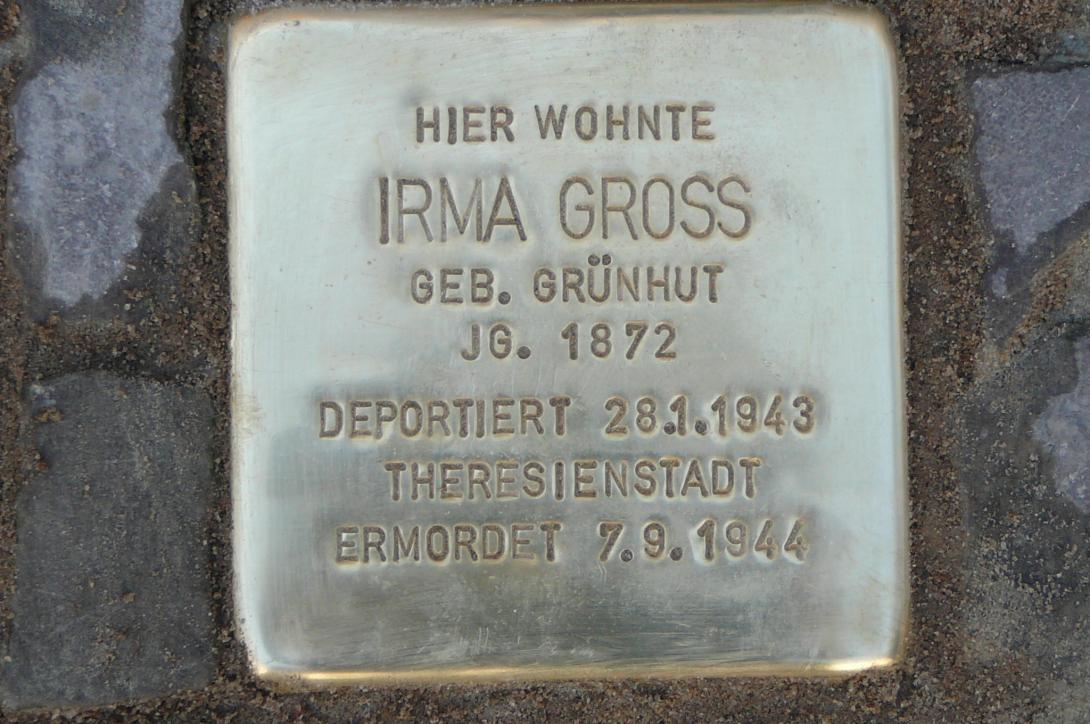 HIER WOHNTE
IRMA GROSS
GEB. GRÜNHUT
JG. 1872
DEPORTIERT 28.1.1943
THERESIENSTADT
ERMORDET 7.9.1944